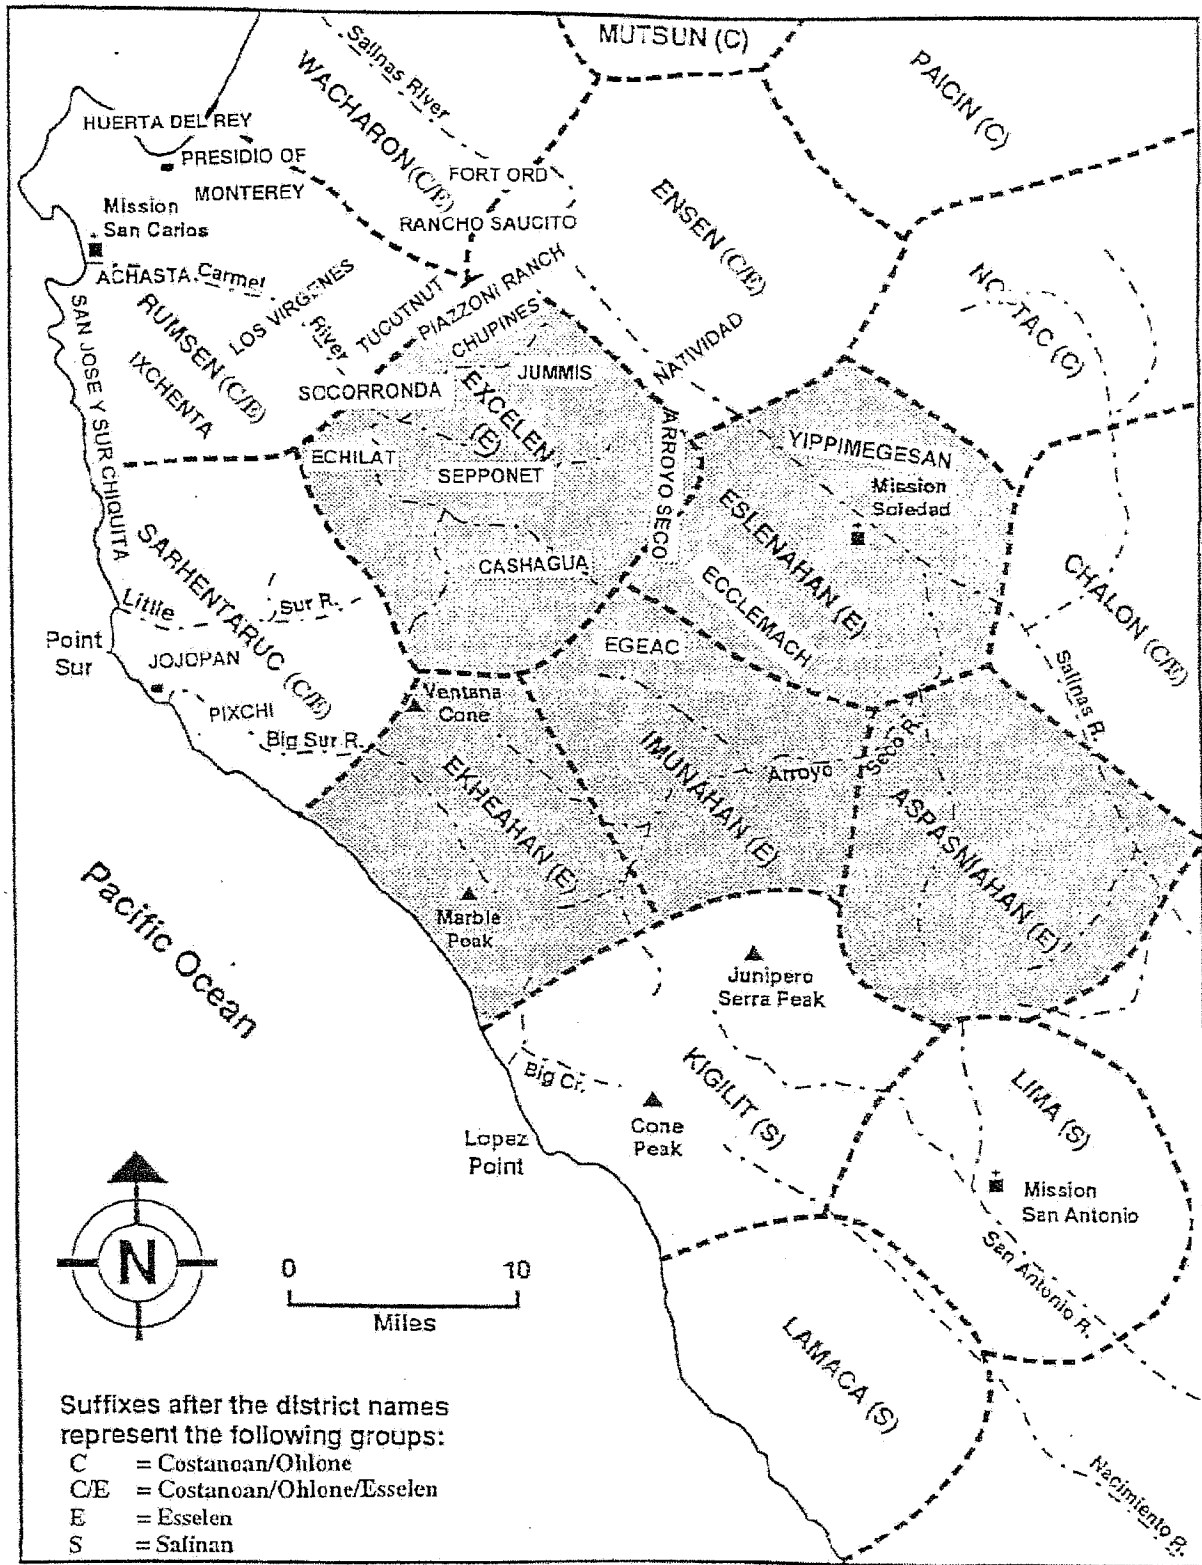 MUTSUN (C)
Salinas River
WACHARON (C/E)
PAICIN (C)
HUERTA DEL REY
PRESIDIO OF
MONTEREY
FORT ORD
RANCHO SAUCITO
ENSEN (C/E)
Mission
San Carlos
ACHASTA
Carmel
River
RUMSEN (C/E)
IXCHENTA
LOS VIRGENES
TUCUTNUT
PIAZZONI RANCH
CHUPINES
NATIVIDAD
NOPTAC (C)
SAN JOSE Y SUR CHIQUITA
SOCORRONDA
JUMMIS
EXCELEN
(E)
ECHILAT
SEPPONET
ARROYO SECO
YIPPIMEGESAN
Mission
Soledad
ESLENAHAN (E)
ECCLEMACH
CASHAGUA
CHALON (C/E)
SARHENTARUC (C/E)
Little
Sur R.
Point
Sur
JOJOPAN
PIXCHI
Big Sur R.
EGEAC
Salinas R.
Ventana
Cone
EKHEAHAN (E)
IMUNAHAN (E)
Arroyo
Seco R.
ASPASNIAHAN (E)
Marble
Peak
Pacific Ocean
Junipero
Serra Peak
Big Cr.
KIGILIT (S)
Cone
Peak
Lopez
Point
LIMA (S)
Mission
San Antonio
San Antonio R.
N
0 10
Miles
LAMACA (S)
Nacimiento R.
Suffixes after the district names
represent the following groups:
C = Costanoan/Ohlone
C/E = Costanoan/Ohlone/Esselen
E = Esselen
S = Salinan